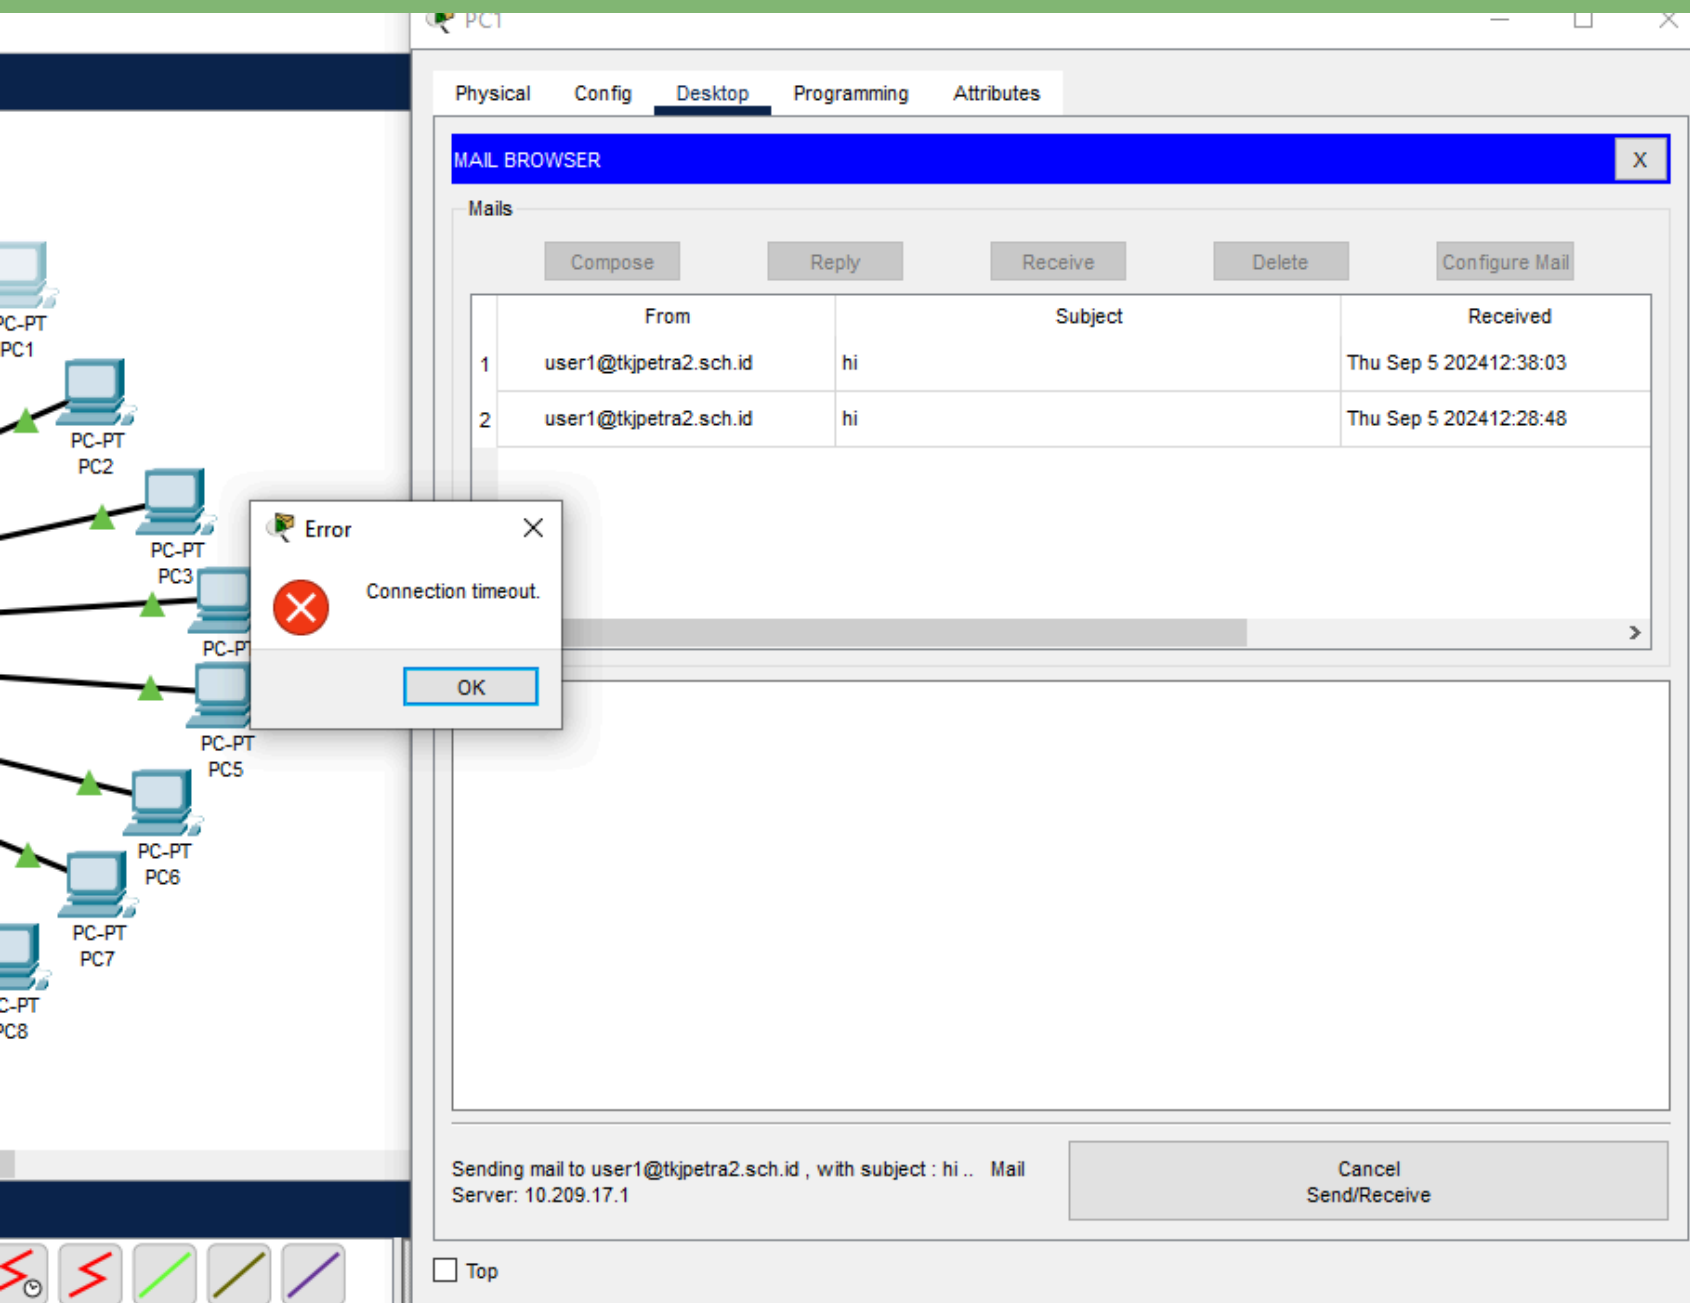 PC1
Physical
Config
Desktop
Programming
Attributes
MAIL BROWSER
X
Mails
Compose
Reply
Receive
Delete
Configure Mail
From
Subject
Received
1
user1@tkjpetra2.sch.id
hi
Thu Sep 5 202412:38:03
2
user1@tkjpetra2.sch.id
hi
Thu Sep 5 202412:28:48
PC-PT
PC1
PC-PT
PC2
PC-PT
PC3
PC-PT
PC-PT
PC5
PC-PT
PC6
PC-PT
PC7
C-PT
PC8
Error
Connection timeout.
OK
Sending mail to user1@tkjpetra2.sch.id , with subject : hi .. Mail
Server: 10.209.17.1
Cancel
Send/Receive
Top